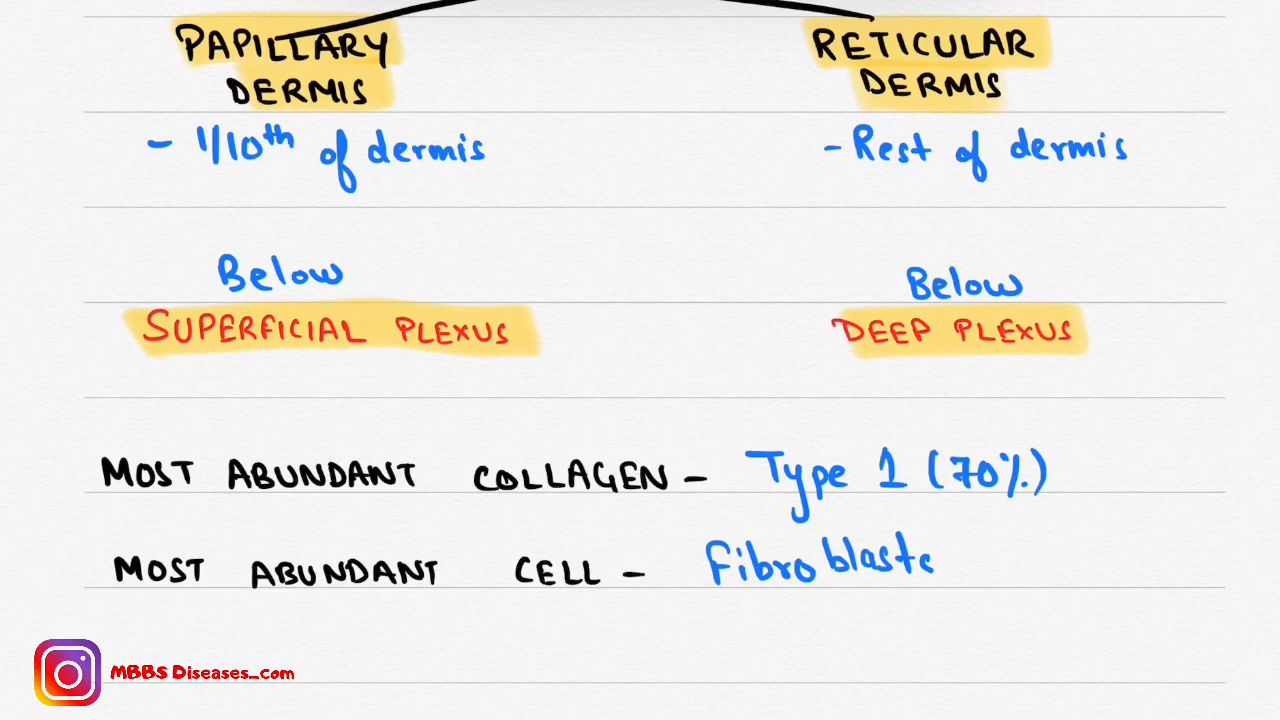 PAPILLARY
DERMIS
- 1/10th of dermis
Below
SUPERFICIAL PLEXUS
RETICULAR
DERMIS
- Rest of dermis
Below
DEEP PLEXUS
MOST ABUNDANT COLLAGEN - Type 1 (70%)
MOST ABUNDANT CELL - Fibroblasts
MBBS Diseases_com